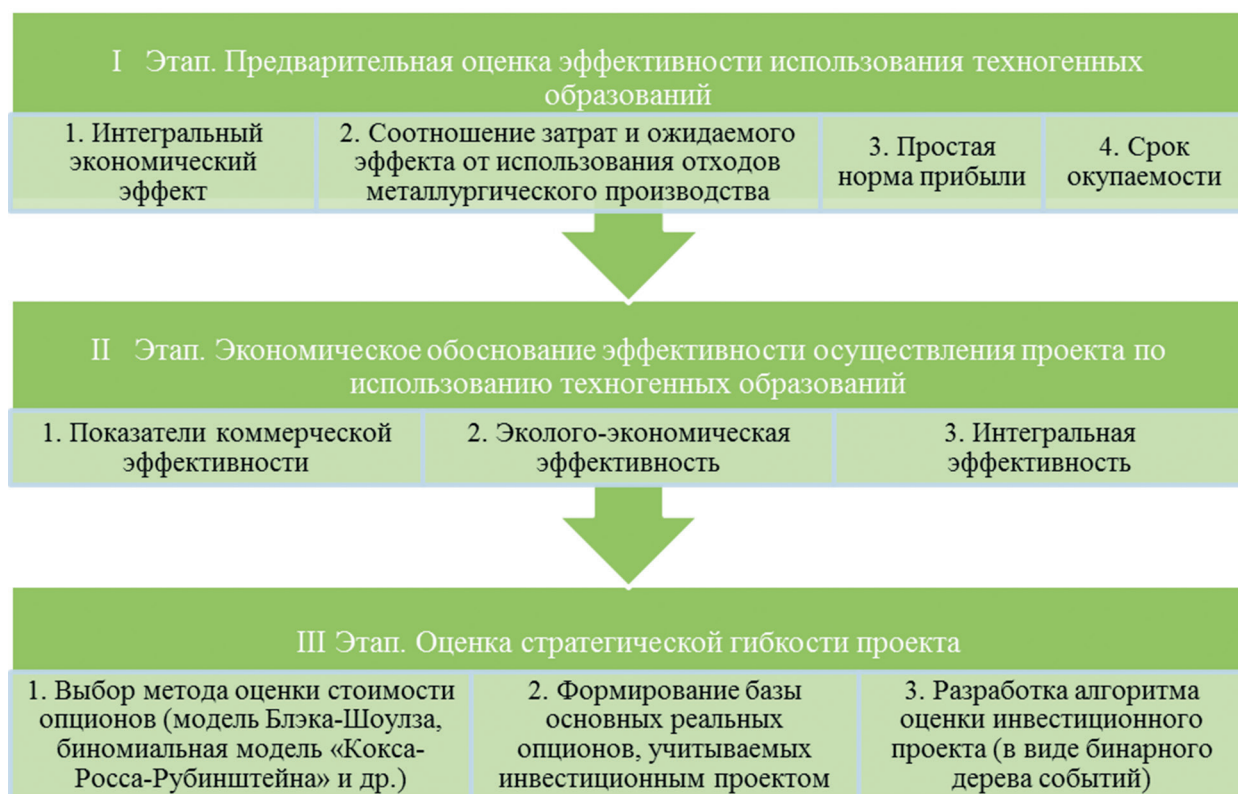 I Этап. Предварительная оценка эффективности использования техногенных
образований
1. Интегральный
экономический
эффект
2. Соотношение затрат и ожидаемого
эффекта от использования отходов
металлургического производства
3. Простая
норма прибыли
4. Срок
окупаемости
II Этап. Экономическое обоснование эффективности осуществления проекта по
использованию техногенных образований
1. Показатели коммерческой
эффективности
2. Эколого-экономическая
эффективность
3. Интегральная
эффективность
III Этап. Оценка стратегической гибкости проекта
1. Выбор метода оценки стоимости
опционов (модель Блэка-Шоулза,
биномиальная модель «Кокса-
Росса-Рубинштейна» и др.)
2. Формирование базы
основных реальных
опционов, учитываемых
инвестиционным проектом
3. Разработка алгоритма
оценки инвестиционного
проекта (в виде бинарного
дерева событий)